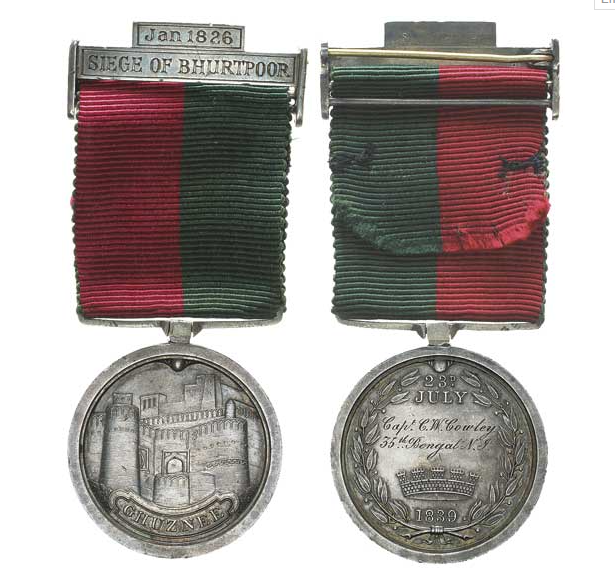 Jan 1826
SIEGE OF BHURTPOOR
GHUZNEE
23D
JULY
Capt. C.W. Cowley
35th Bengal N.I
1839